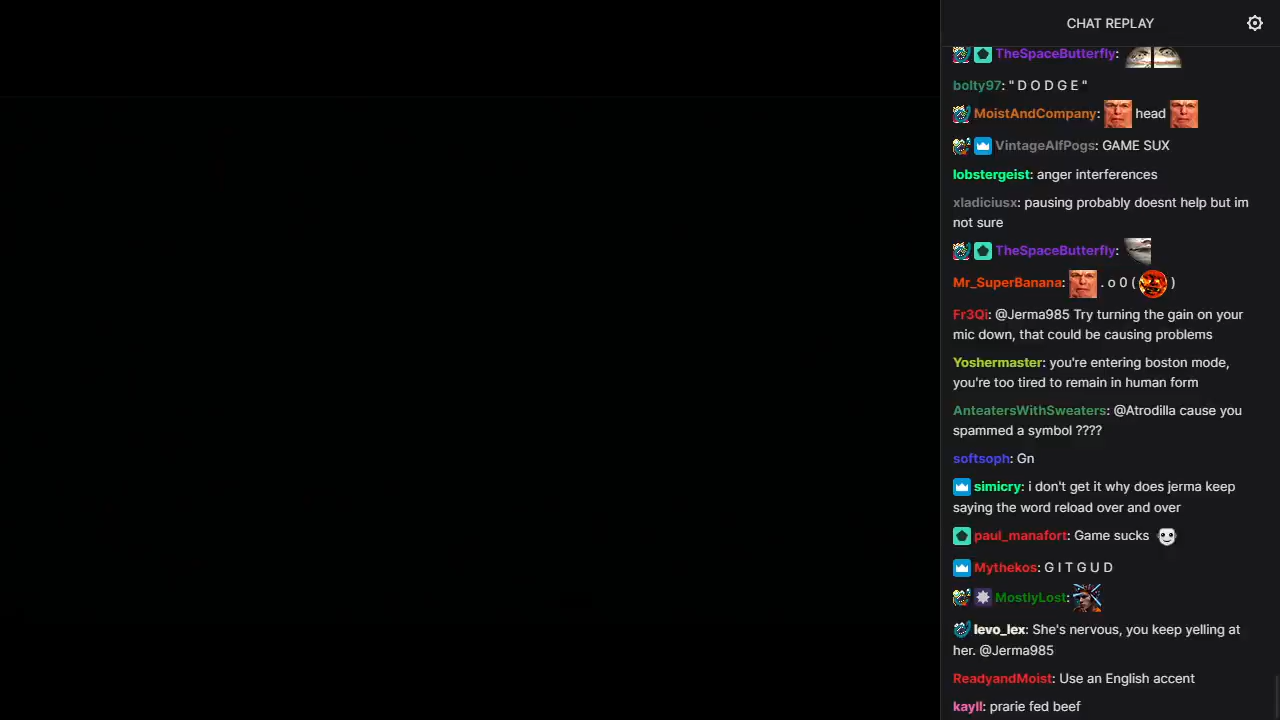 CHAT REPLAY
TheSpaceButterfly:
bolty97: " D O D G E "
MoistAndCompany: head
VintageAlfPogs: GAME SUX
lobstergeist: anger interferences
xladiciusx: pausing probably doesnt help but im
not sure
TheSpaceButterfly:
Mr_SuperBanana: . o 0 ( )
Fr3Qi: @Jerma985 Try turning the gain on your
mic down, that could be causing problems
Yoshermaster: you're entering boston mode,
you're too tired to remain in human form
AnteatersWithSweaters: @Atrodilla cause you
spammed a symbol ????
softsoph: Gn
simicry: i don't get it why does jerma keep
saying the word reload over and over
paul_manafort: Game sucks
Mythekos: G I T G U D
MostlyLost:
levo_lex: She's nervous, you keep yelling at
her. @Jerma985
ReadyandMoist: Use an English accent
kayll: prarie fed beef